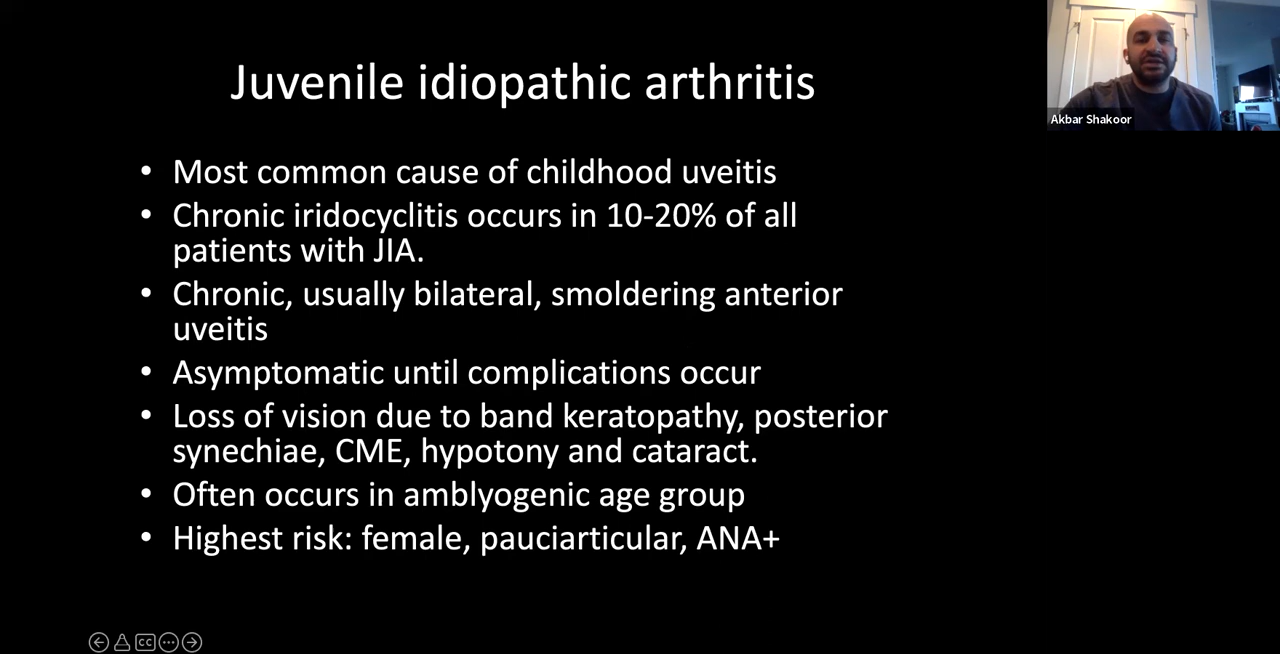 Juvenile idiopathic arthritis
Akbar Shakoor
• Most common cause of childhood uveitis
• Chronic iridocyclitis occurs in 10-20% of all
patients with JIA.
• Chronic, usually bilateral, smoldering anterior
uveitis
• Asymptomatic until complications occur
• Loss of vision due to band keratopathy, posterior
synechiae, CME, hypotony and cataract.
• Often occurs in amblyogenic age group
• Highest risk: female, pauciarticular, ANA+
CC